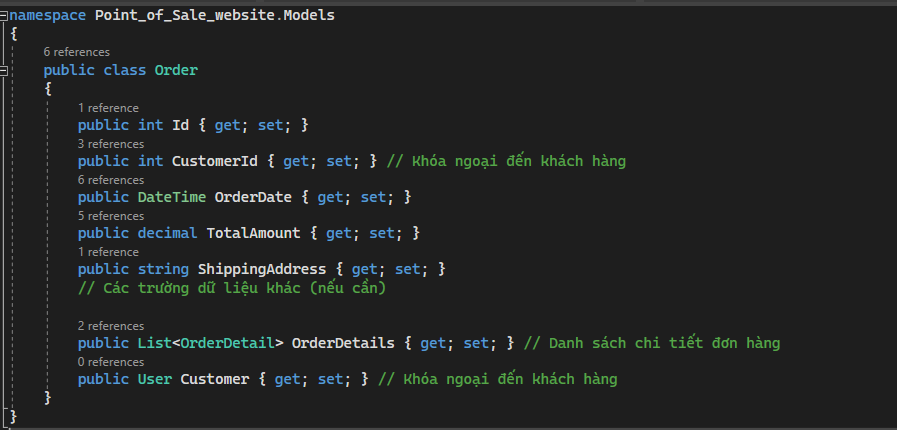 namespace Point_of_Sale_website.Models
{
6 references
public class Order
{
1 reference
public int Id { get; set; }
3 references
public int CustomerId { get; set; } // Khóa ngoại đến khách hàng
6 references
public DateTime OrderDate { get; set; }
5 references
public decimal TotalAmount { get; set; }
1 reference
public string ShippingAddress { get; set; }
// Các trường dữ liệu khác (nếu cần)
2 references
public List<OrderDetail> OrderDetails { get; set; } // Danh sách chi tiết đơn hàng
0 references
public User Customer { get; set; } // Khóa ngoại đến khách hàng
}
}